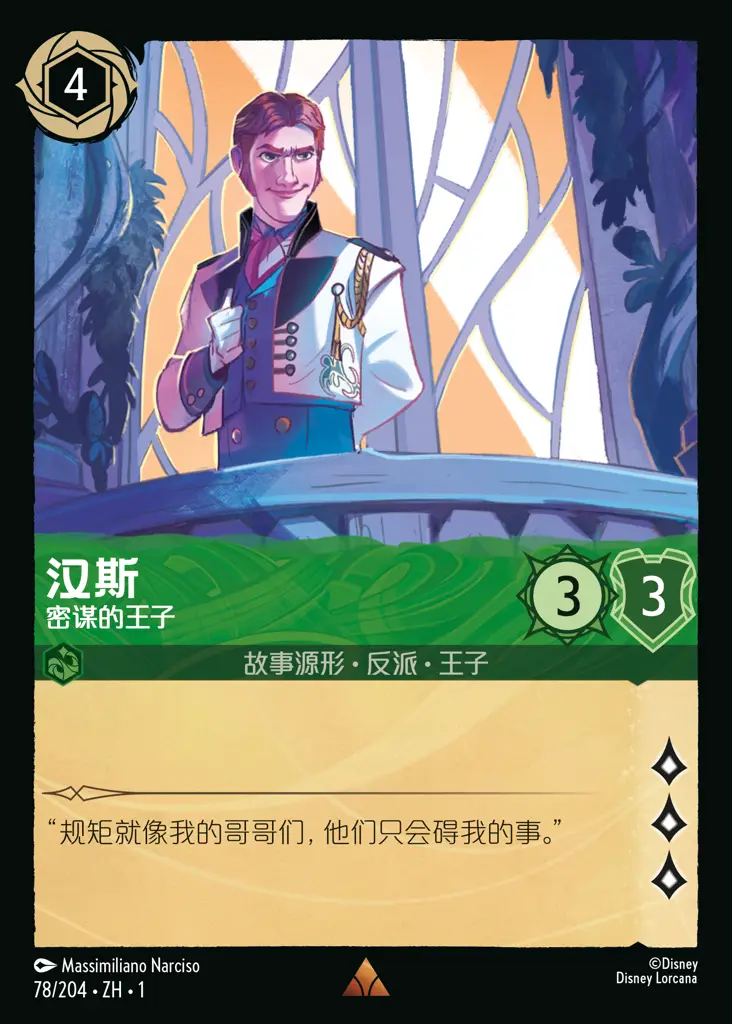 4
汉斯
密谋的王子
3
3
故事源形 • 反派 • 王子
“规矩就像我的哥哥们, 他们只会碍我的事。”
Massimiliano Narciso
78/204 • ZH • 1
©Disney
Disney Lorcana